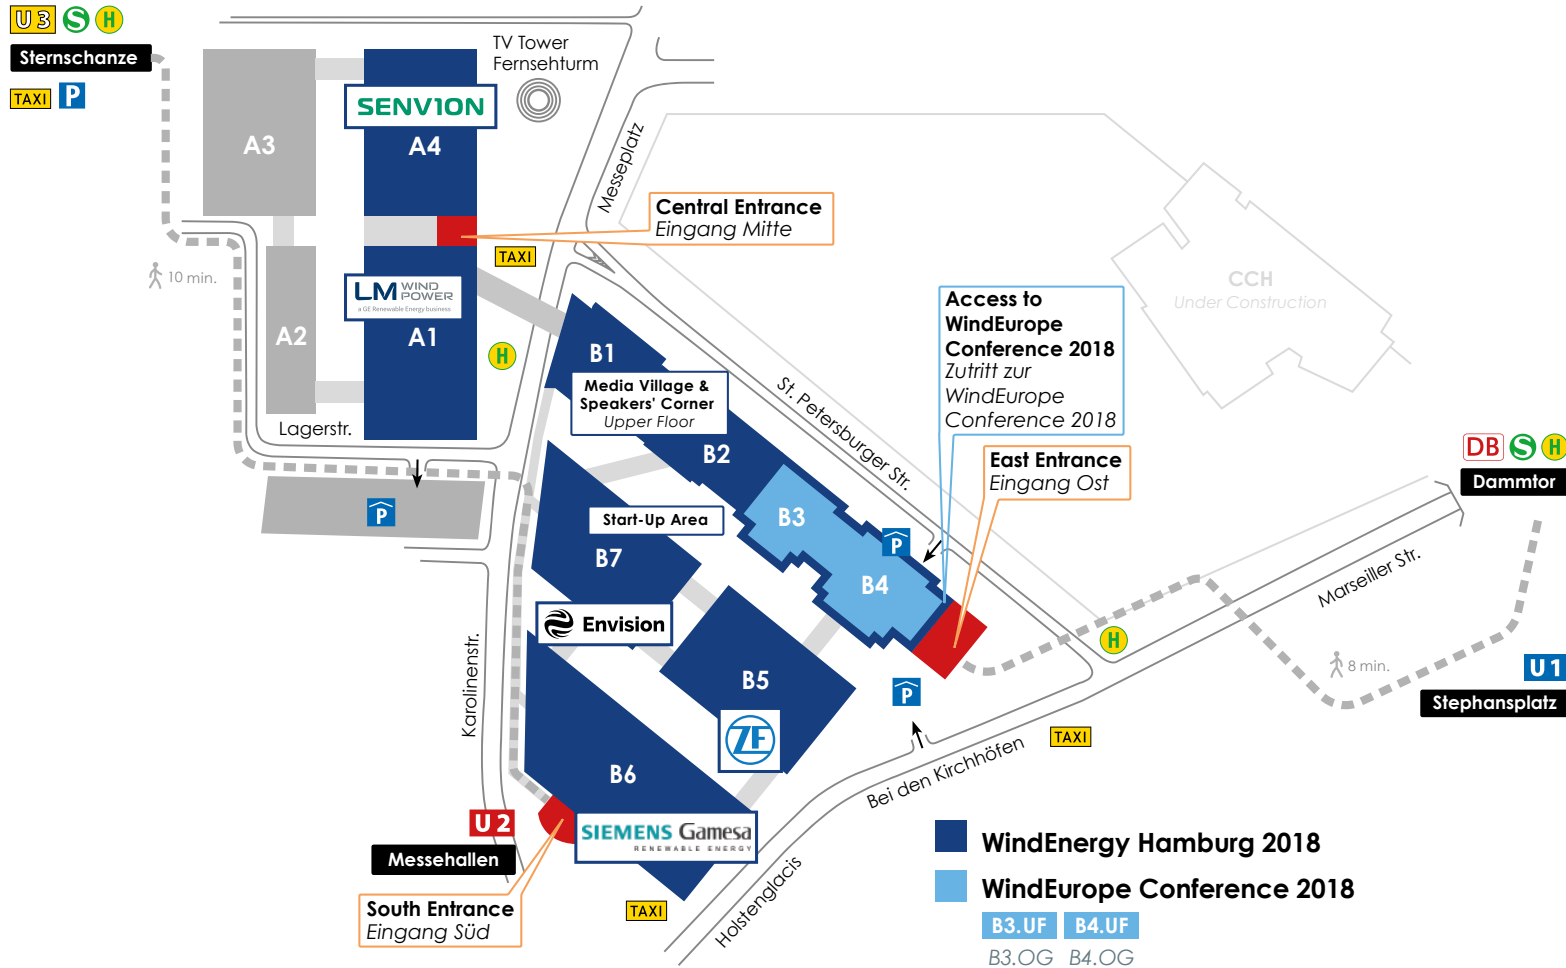 U3 S H
Sternschanze
TAXI P
TV Tower
Fernsehturm
A3
SENVION
A4
Messeplatz
Central Entrance
Eingang Mitte
TAXI
10 min.
LM WIND
POWER
a GE Renewable Energy business
A2
A1
H
Lagerstr.
P
CCH
Under Construction
Access to
WindEurope
Conference 2018
Zutritt zur
WindEurope
Conference 2018
B1
Media Village &
Speakers' Corner
Upper Floor
B2
St. Petersburger Str.
East Entrance
Eingang Ost
DB S H
Dammtor
Start-Up Area
B3
P
B7
B4
Marseiller Str.
Envision
H
Karolinenstr.
8 min.
U1
Stephansplatz
B5
P
ZF
TAXI
Bei den Kirchhöfen
B6
U2
Messehallen
SIEMENS Gamesa
RENEWABLE ENERGY
South Entrance
Eingang Süd
TAXI
Holstenglacis
WindEnergy Hamburg 2018
WindEurope Conference 2018
B3.UF B4.UF
B3.OG B4.OG